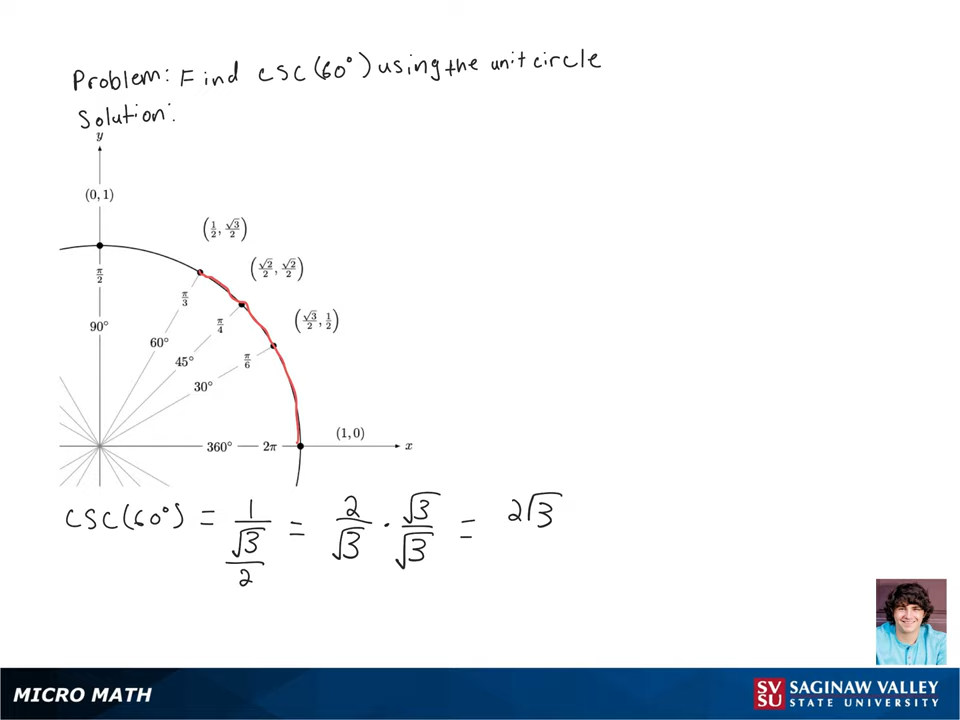 Problem: Find csc(60°) using the unit circle
Solution:
y
(0, 1)
(1/2, √3/2)
(√2/2, √2/2)
π/2
π/3
(√3/2, 1/2)
π/4
90°
60°
π/6
45°
30°
(1, 0)
360°
2π
x
csc(60°) = 1/(√3/2) = 2/√3 · √3/√3 = 2√3
MICRO MATH
SV
SU
SAGINAW VALLEY
STATE UNIVERSITY